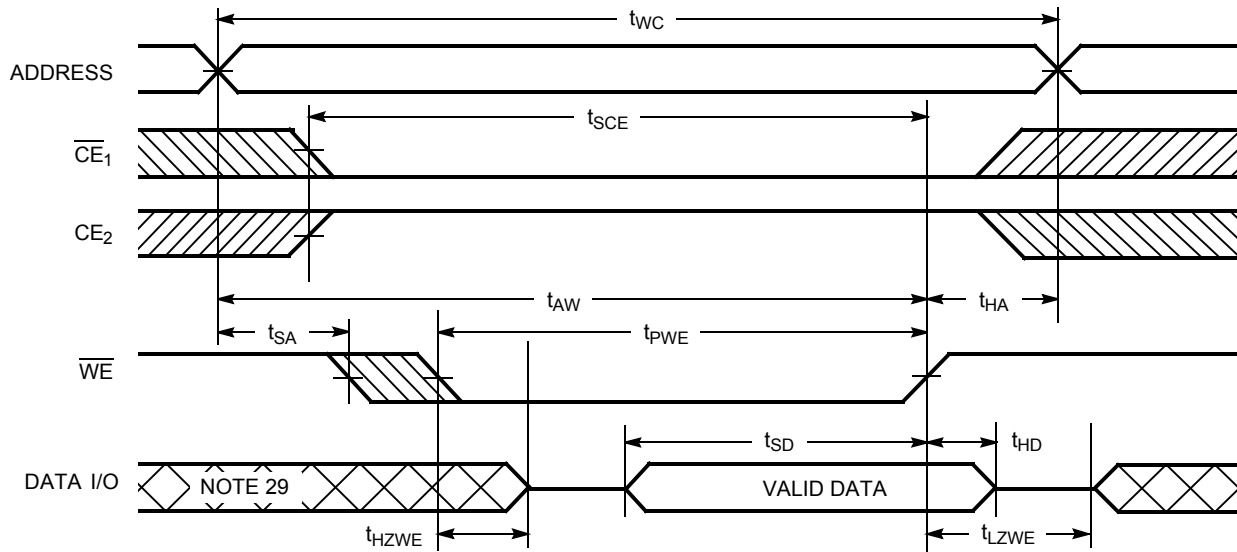 tWC
ADDRESS
tSCE
CE1
CE2
tAW
tHA
tSA
tPWE
WE
tSD
tHD
DATA I/O
NOTE 29
VALID DATA
tHZWE
tLZWE